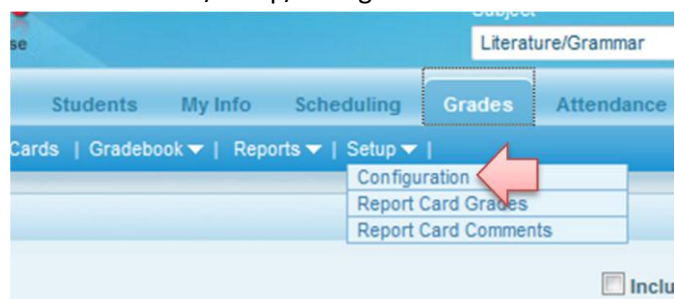 Subject
se
Literature/Grammar
Students My Info Scheduling Grades Attendance
Cards | Gradebook | Reports | Setup |
Configuration
Report Card Grades
Report Card Comments
Inclu